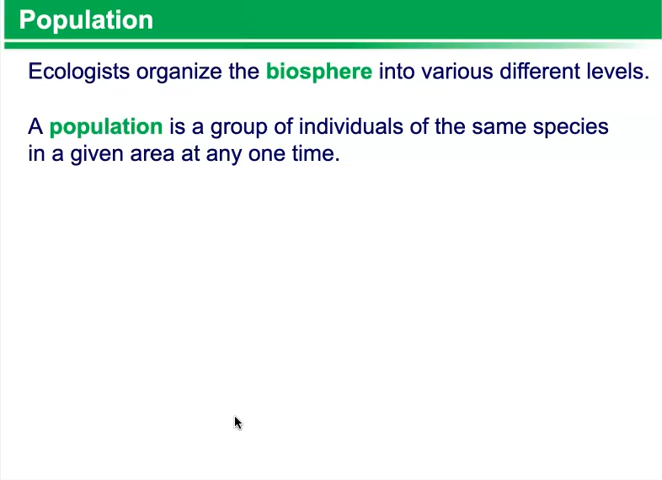 Population
Ecologists organize the biosphere into various different levels.
A population is a group of individuals of the same species
in a given area at any one time.